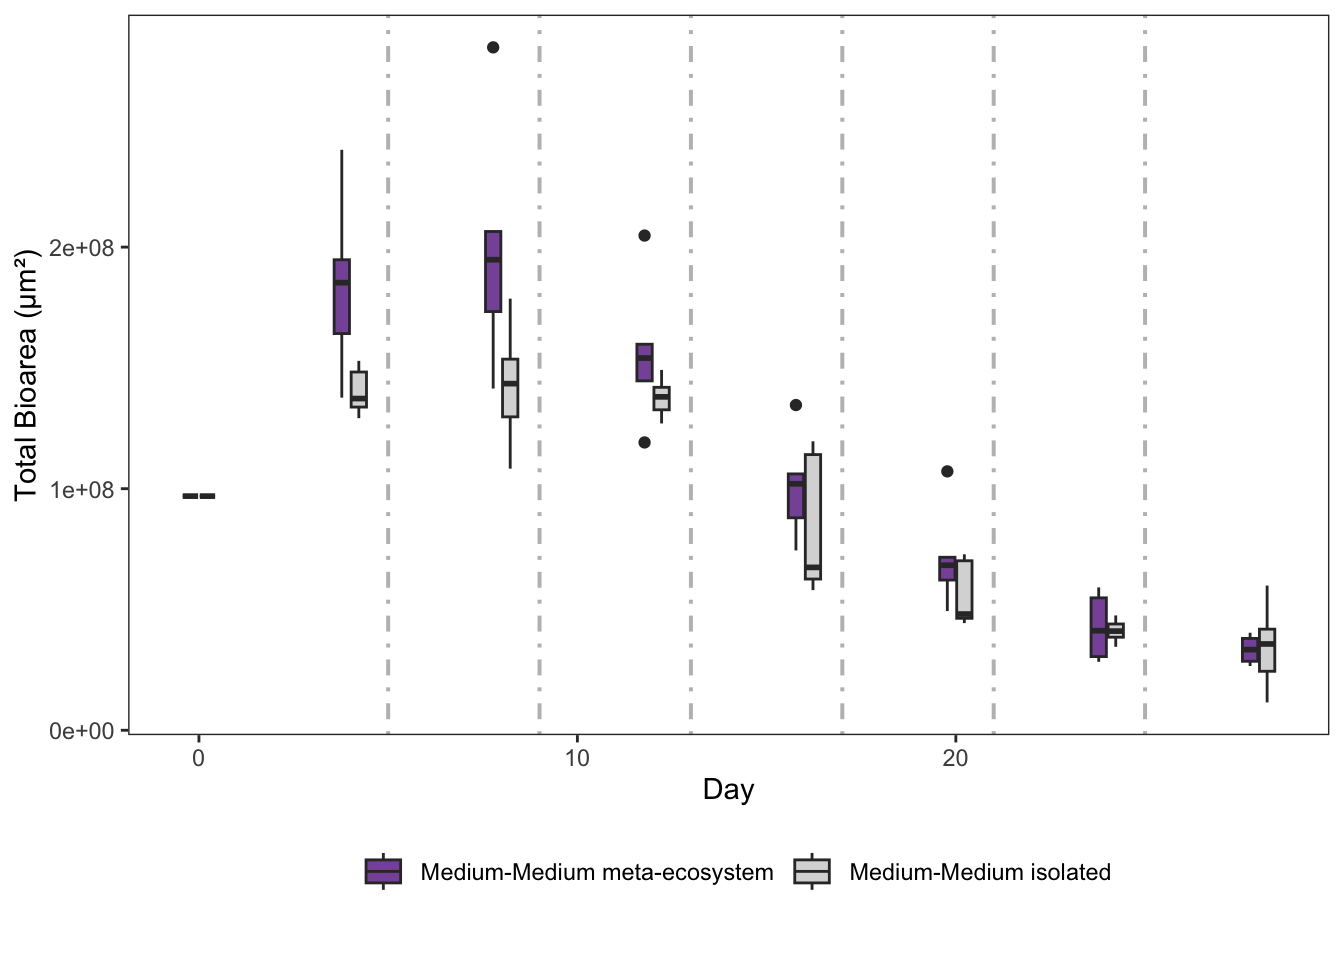 Total Bioarea (μm²)
2e+08
1e+08
0e+00
0
10
20
Day
Medium-Medium meta-ecosystem
Medium-Medium isolated